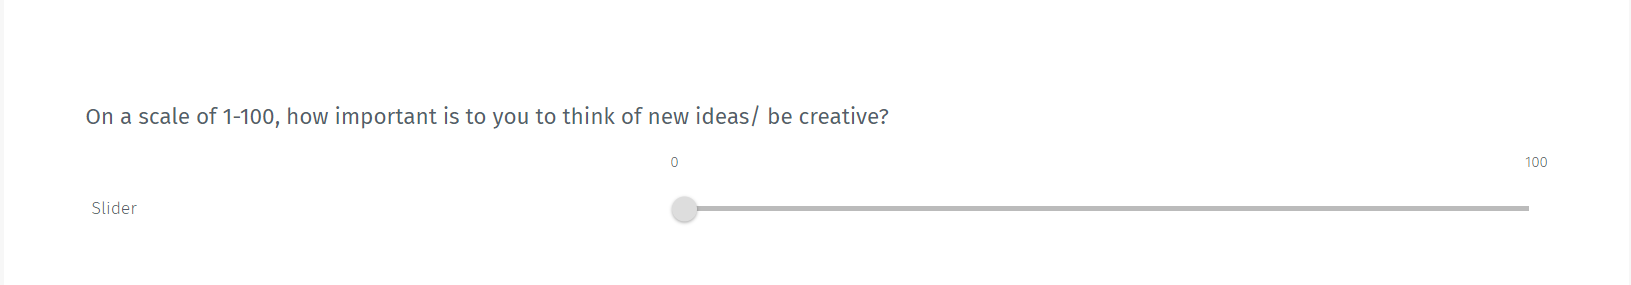 On a scale of 1-100, how important is to you to think of new ideas/ be creative?
0 100
Slider